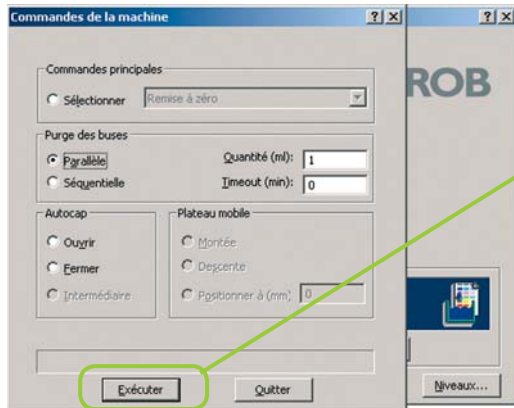 Commandes de la machine
Commandes principales
Sélectionner Remise à zéro
ROB
Purge des buses
Parallèle Quantité (ml): 1
Séquentielle Timeout (min): 0
Autocap Plateau mobile
Ouvrir Montée
Fermer Descente
Intermédiaire Positionner à (mm) 0
Exécuter Quitter Niveaux...